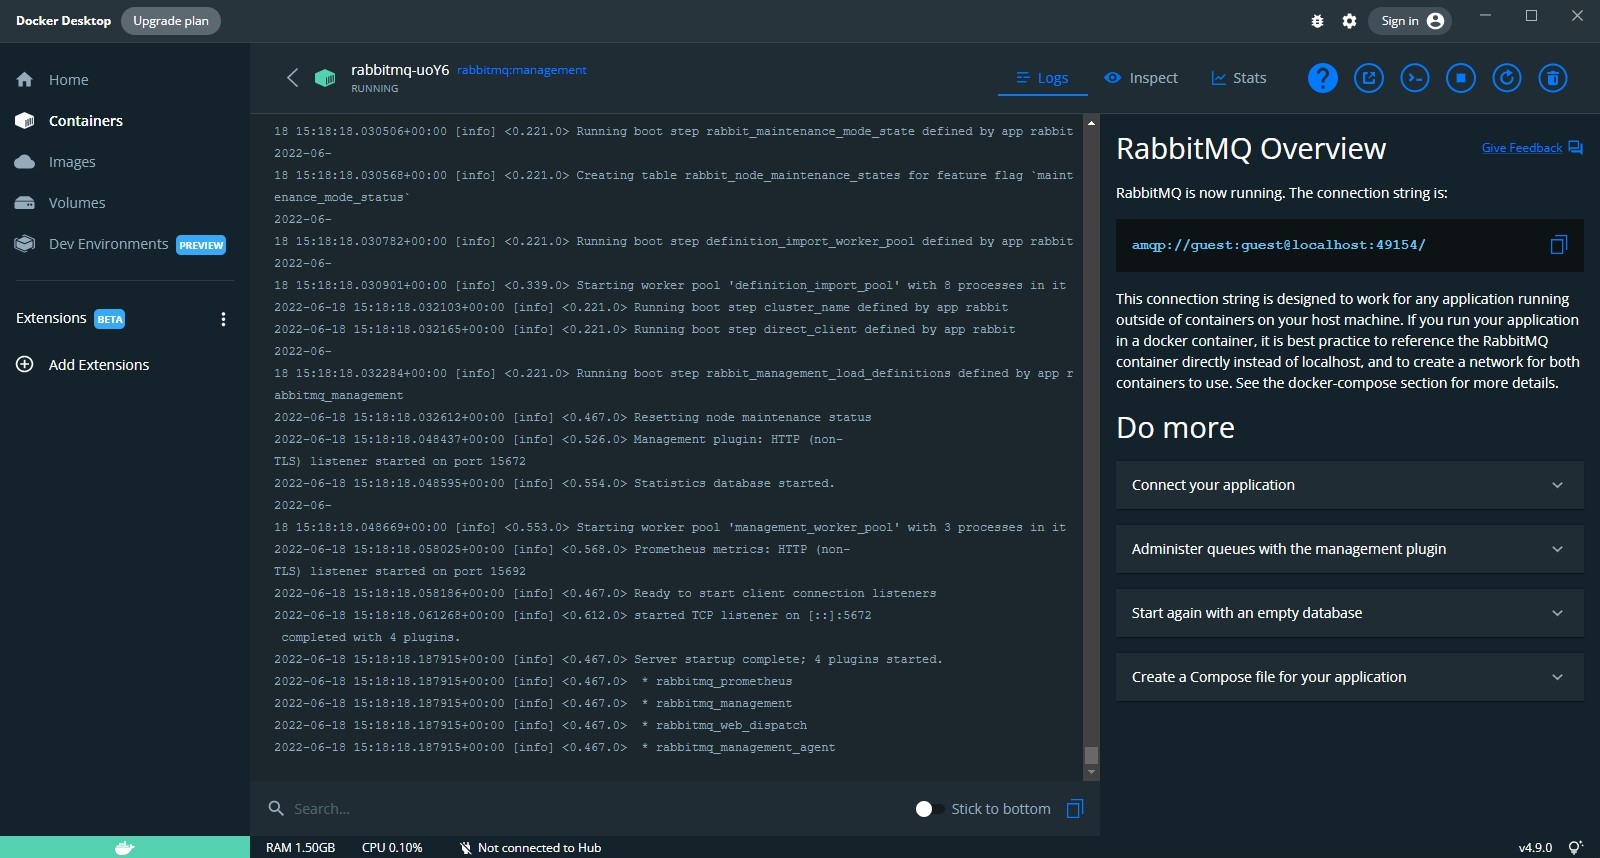 Docker Desktop
Upgrade plan
Sign in
Home
Containers
Images
Volumes
Dev Environments PREVIEW
Extensions BETA
Add Extensions
rabbitmq-uoY6 rabbitmq:management
RUNNING
Logs
Inspect
Stats
18 15:18:18.030506+00:00 [info] <0.221.0> Running boot step rabbit_maintenance_mode_state defined by app rabbit
2022-06-
18 15:18:18.030568+00:00 [info] <0.221.0> Creating table rabbit_node_maintenance_states for feature flag `maint
enance_mode_status`
2022-06-
18 15:18:18.030782+00:00 [info] <0.221.0> Running boot step definition_import_worker_pool defined by app rabbit
2022-06-
18 15:18:18.030901+00:00 [info] <0.339.0> Starting worker pool 'definition_import_pool' with 8 processes in it
2022-06-18 15:18:18.032103+00:00 [info] <0.221.0> Running boot step cluster_name defined by app rabbit
2022-06-18 15:18:18.032165+00:00 [info] <0.221.0> Running boot step direct_client defined by app rabbit
2022-06-
18 15:18:18.032284+00:00 [info] <0.221.0> Running boot step rabbit_management_load_definitions defined by app r
abbitmq_management
2022-06-18 15:18:18.032612+00:00 [info] <0.467.0> Resetting node maintenance status
2022-06-18 15:18:18.048437+00:00 [info] <0.526.0> Management plugin: HTTP (non-
TLS) listener started on port 15672
2022-06-18 15:18:18.048595+00:00 [info] <0.554.0> Statistics database started.
2022-06-
18 15:18:18.048669+00:00 [info] <0.553.0> Starting worker pool 'management_worker_pool' with 3 processes in it
2022-06-18 15:18:18.058025+00:00 [info] <0.568.0> Prometheus metrics: HTTP (non-
TLS) listener started on port 15692
2022-06-18 15:18:18.058186+00:00 [info] <0.467.0> Ready to start client connection listeners
2022-06-18 15:18:18.061268+00:00 [info] <0.612.0> started TCP listener on [::]:5672
completed with 4 plugins.
2022-06-18 15:18:18.187915+00:00 [info] <0.467.0> Server startup complete; 4 plugins started.
2022-06-18 15:18:18.187915+00:00 [info] <0.467.0>  * rabbitmq_prometheus
2022-06-18 15:18:18.187915+00:00 [info] <0.467.0>  * rabbitmq_management
2022-06-18 15:18:18.187915+00:00 [info] <0.467.0>  * rabbitmq_web_dispatch
2022-06-18 15:18:18.187915+00:00 [info] <0.467.0>  * rabbitmq_management_agent
Search...
Stick to bottom
RabbitMQ Overview
Give Feedback
RabbitMQ is now running. The connection string is:
amqp://guest:guest@localhost:49154/
This connection string is designed to work for any application running
outside of containers on your host machine. If you run your application
in a docker container, it is best practice to reference the RabbitMQ
container directly instead of localhost, and to create a network for both
containers to use. See the docker-compose section for more details.
Do more
Connect your application
Administer queues with the management plugin
Start again with an empty database
Create a Compose file for your application
RAM 1.50GB
CPU 0.10%
Not connected to Hub
v4.9.0